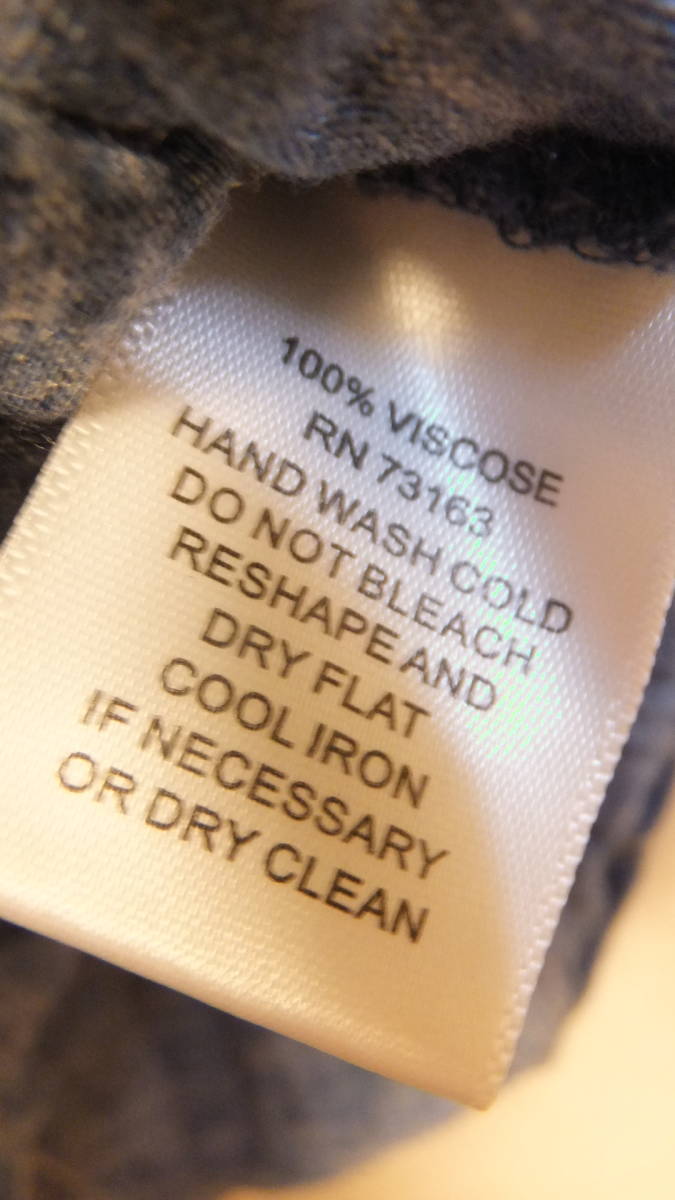 100% VISCOSE
RN 73163
HAND WASH COLD
DO NOT BLEACH
RESHAPE AND
DRY FLAT
COOL IRON
IF NECESSARY
OR DRY CLEAN